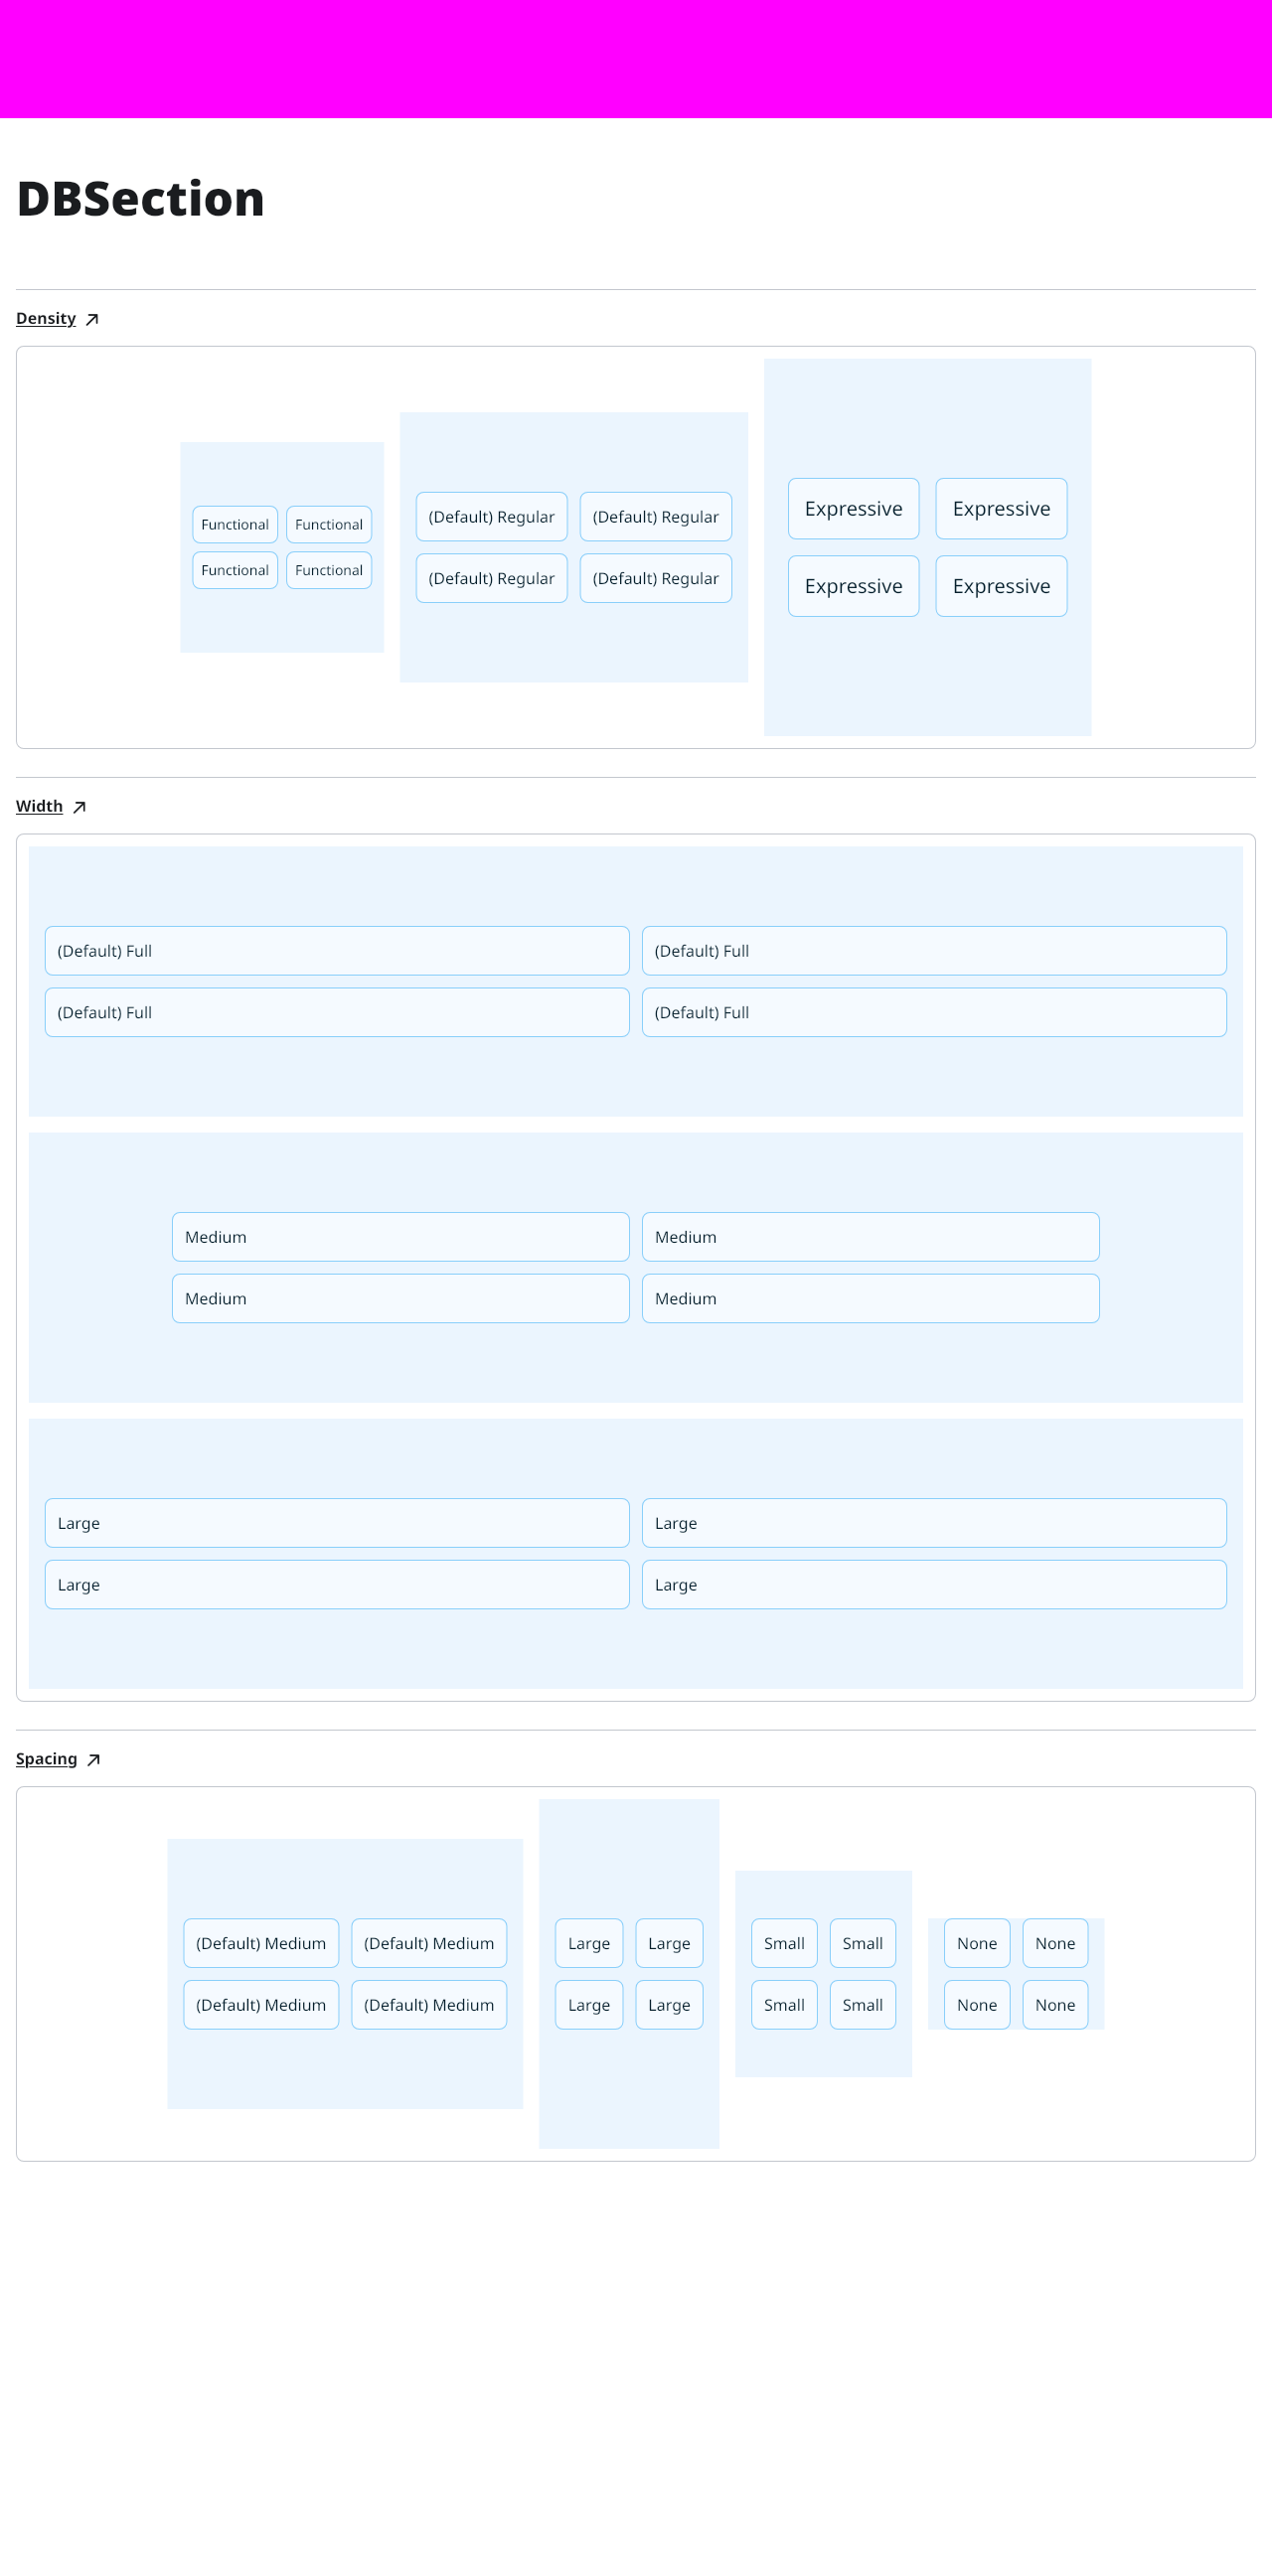 DBSection
Density
Functional Functional
Functional Functional
(Default) Regular (Default) Regular
(Default) Regular (Default) Regular
Expressive Expressive
Expressive Expressive
Width
(Default) Full (Default) Full
(Default) Full (Default) Full
Medium Medium
Medium Medium
Large Large
Large Large
Spacing
(Default) Medium (Default) Medium
(Default) Medium (Default) Medium
Large Large
Large Large
Small Small
Small Small
None None
None None